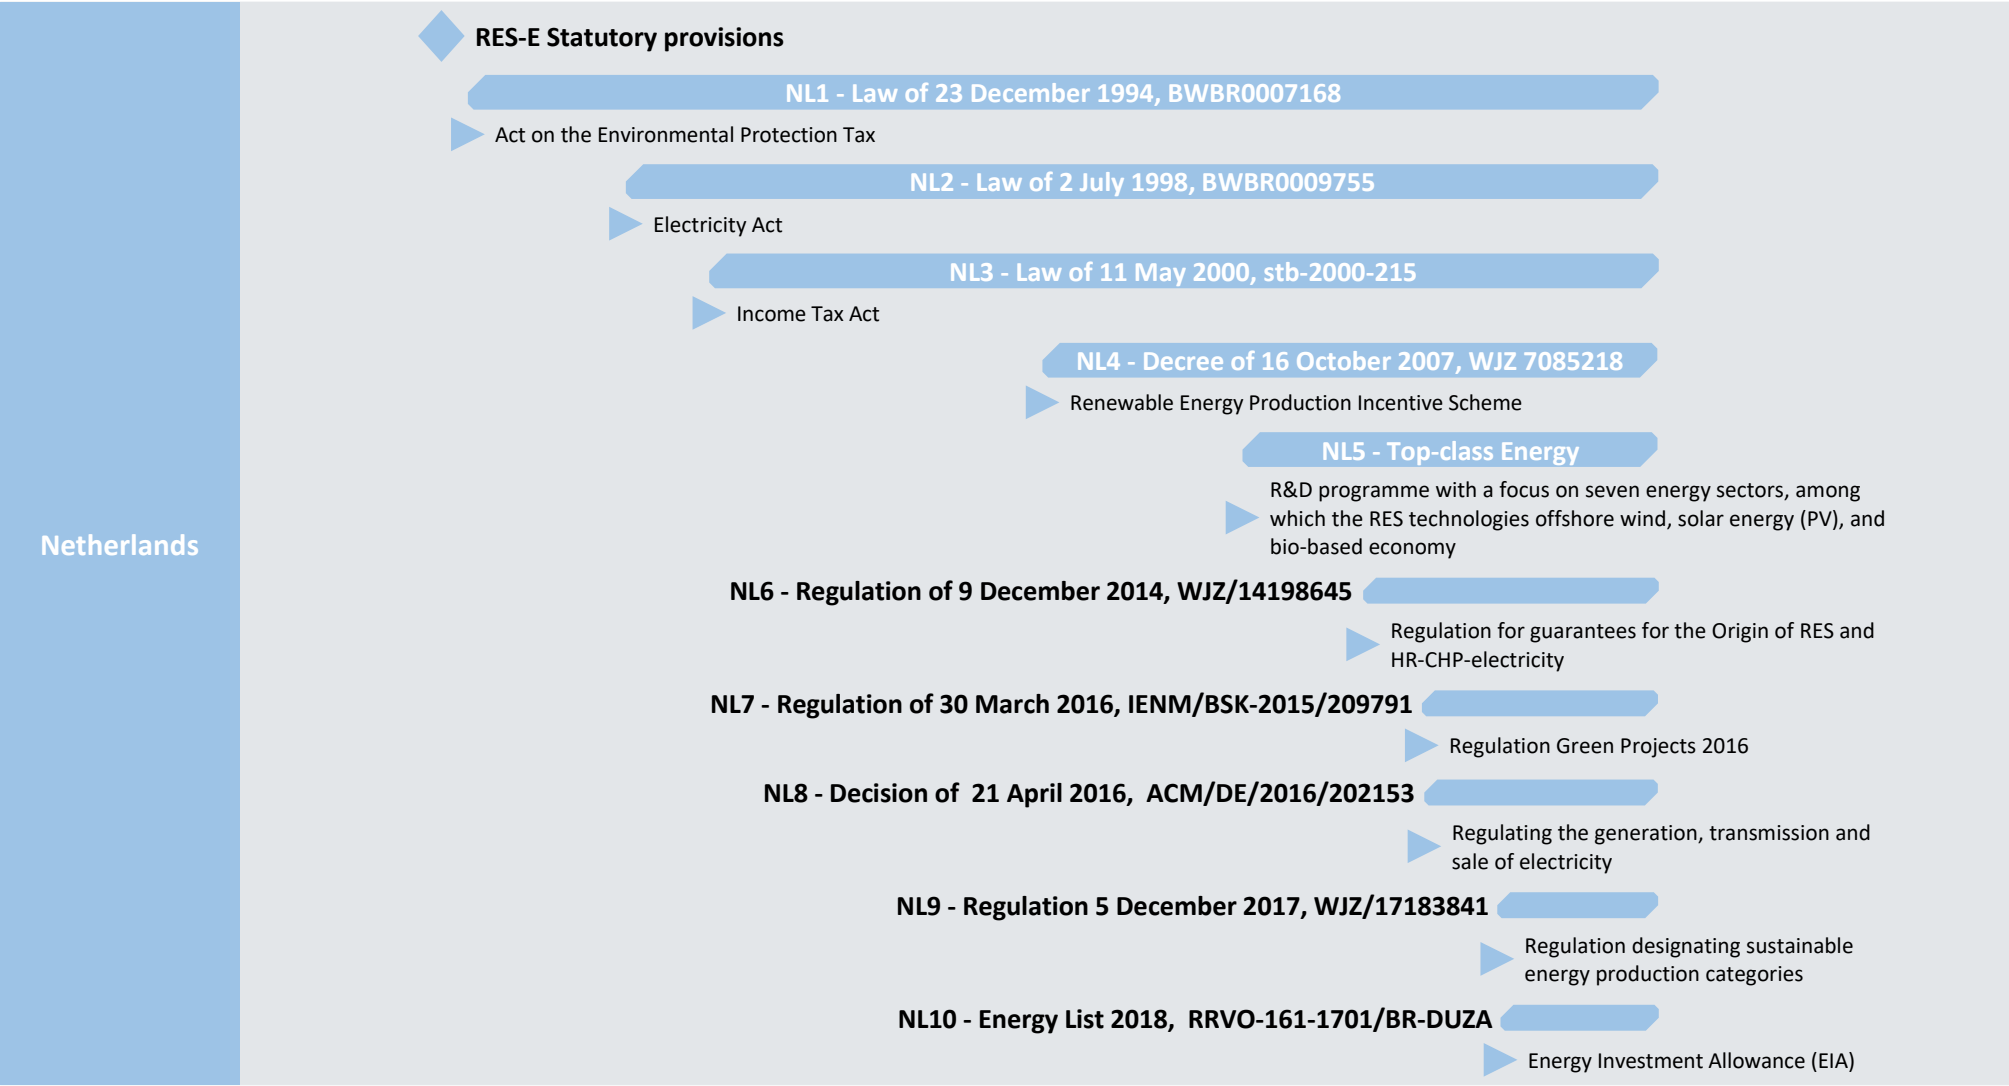 RES-E Statutory provisions
NL1 - Law of 23 December 1994, BWBR0007168
Act on the Environmental Protection Tax
NL2 - Law of 2 July 1998, BWBR0009755
Electricity Act
NL3 - Law of 11 May 2000, stb-2000-215
Income Tax Act
NL4 - Decree of 16 October 2007, WJZ 7085218
Renewable Energy Production Incentive Scheme
NL5 - Top-class Energy
R&D programme with a focus on seven energy sectors, among
which the RES technologies offshore wind, solar energy (PV), and
bio-based economy
Netherlands
NL6 - Regulation of 9 December 2014, WJZ/14198645
Regulation for guarantees for the Origin of RES and
HR-CHP-electricity
NL7 - Regulation of 30 March 2016, IENM/BSK-2015/209791
Regulation Green Projects 2016
NL8 - Decision of  21 April 2016,  ACM/DE/2016/202153
Regulating the generation, transmission and
sale of electricity
NL9 - Regulation 5 December 2017, WJZ/17183841
Regulation designating sustainable
energy production categories
NL10 - Energy List 2018,  RRVO-161-1701/BR-DUZA
Energy Investment Allowance (EIA)